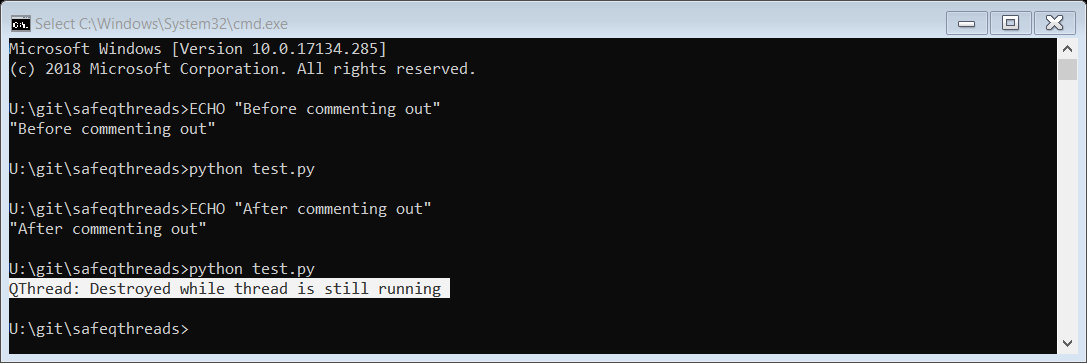 Select C:\Windows\System32\cmd.exe
Microsoft Windows [Version 10.0.17134.285]
(c) 2018 Microsoft Corporation. All rights reserved.
U:\git\safeqthreads>ECHO "Before commenting out"
"Before commenting out"
U:\git\safeqthreads>python test.py
U:\git\safeqthreads>ECHO "After commenting out"
"After commenting out"
U:\git\safeqthreads>python test.py
QThread: Destroyed while thread is still running
U:\git\safeqthreads>